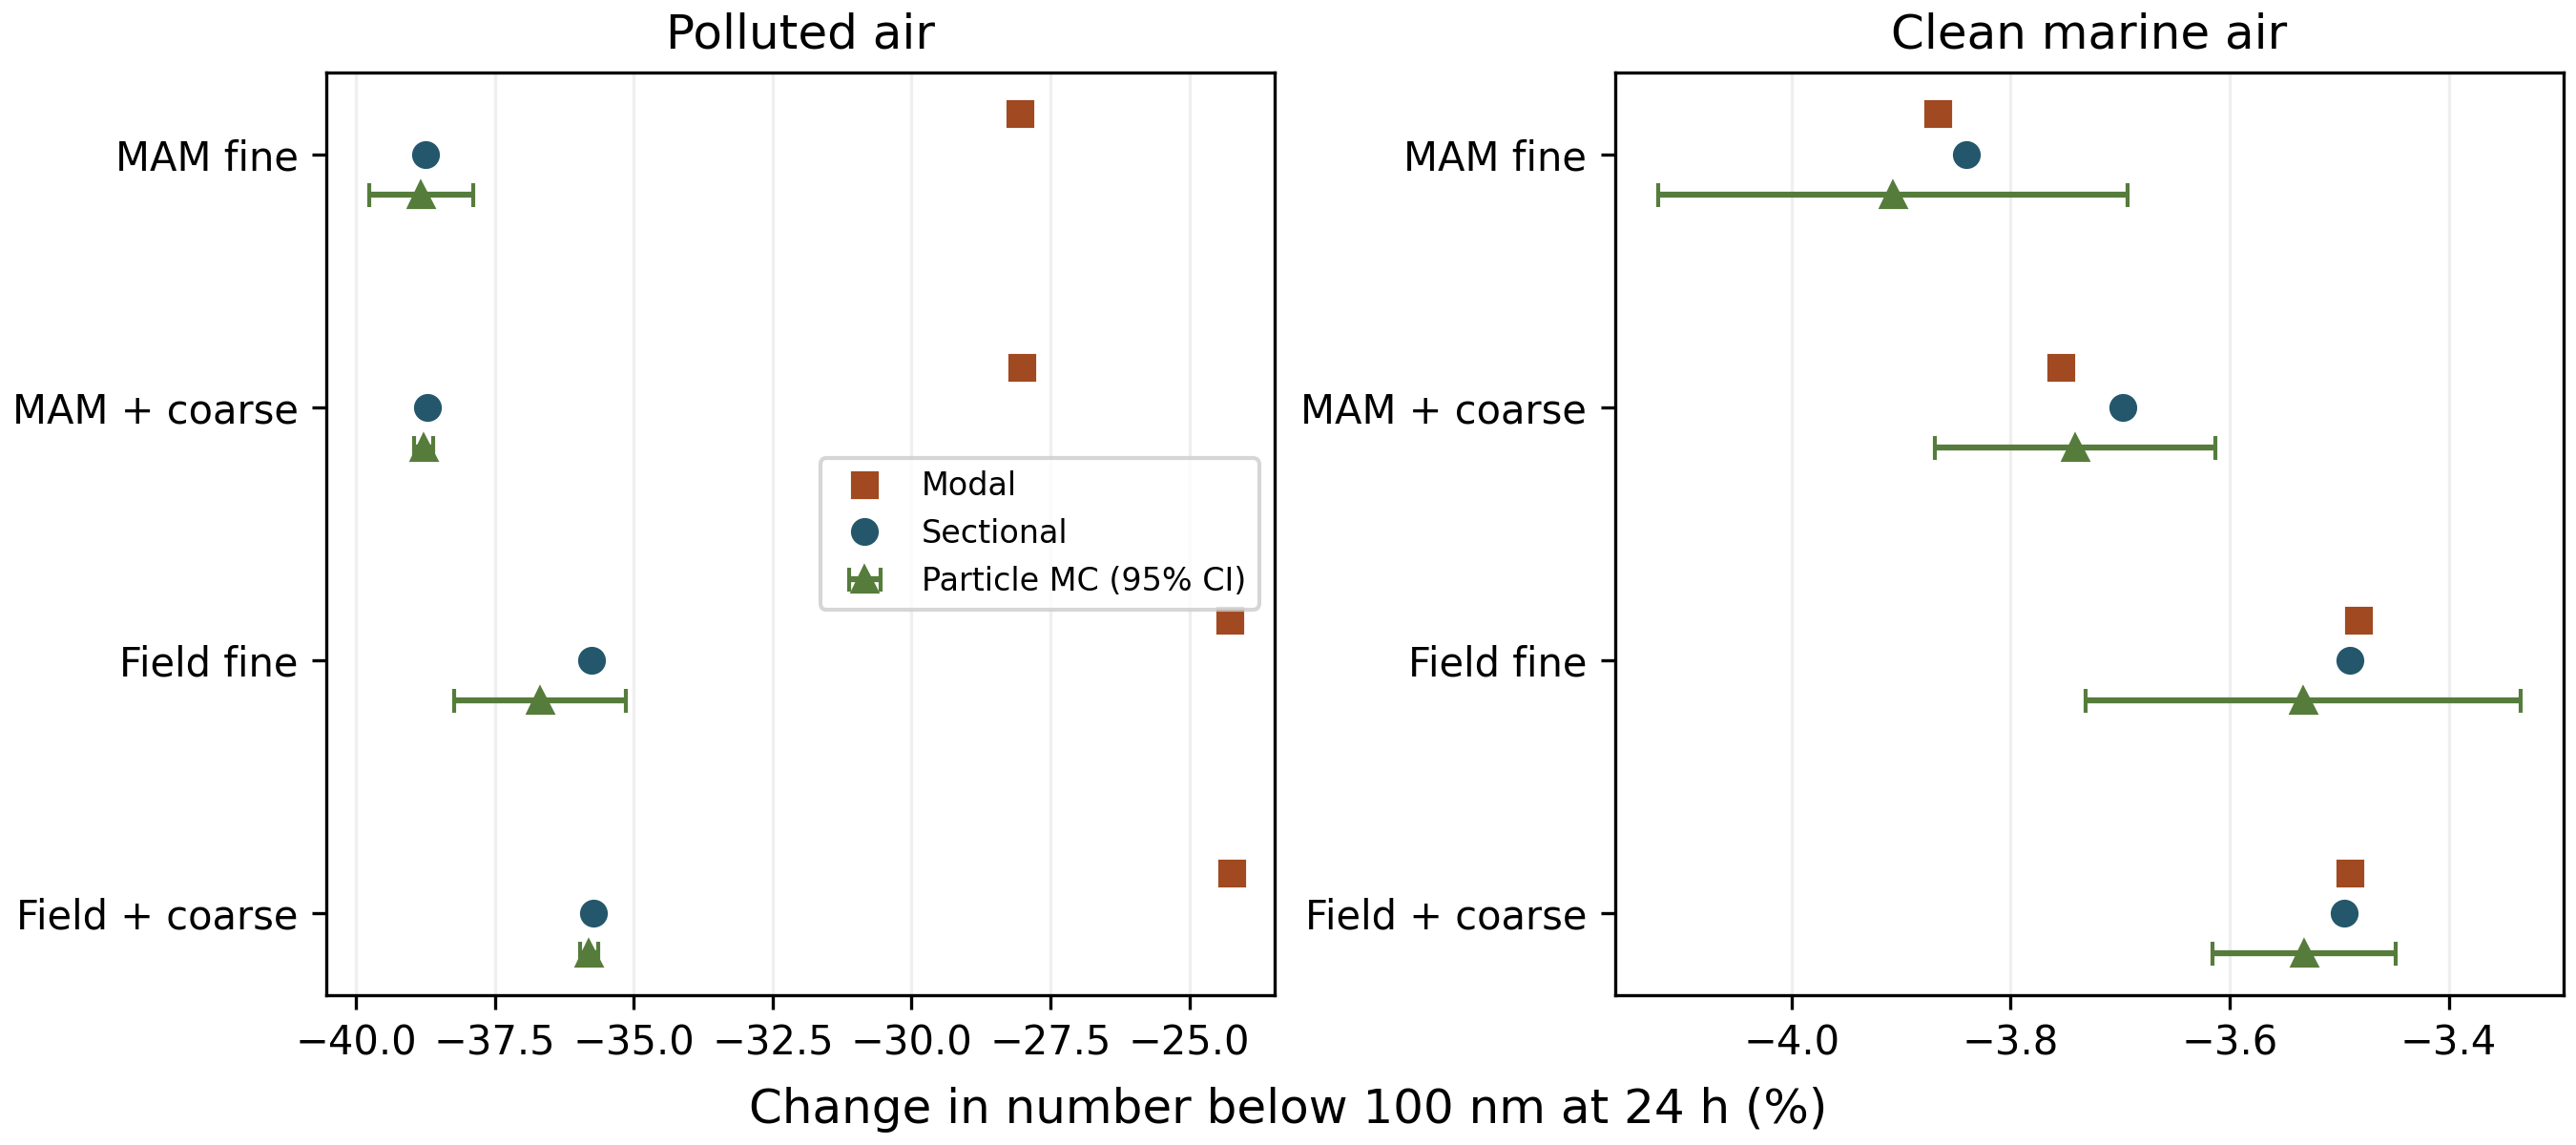 Polluted air
MAM fine
MAM + coarse
Field fine
Field + coarse
Modal
Sectional
Particle MC (95% CI)
−40.0 −37.5 −35.0 −32.5 −30.0 −27.5 −25.0
Clean marine air
MAM fine
MAM + coarse
Field fine
Field + coarse
−4.0 −3.8 −3.6 −3.4
Change in number below 100 nm at 24 h (%)